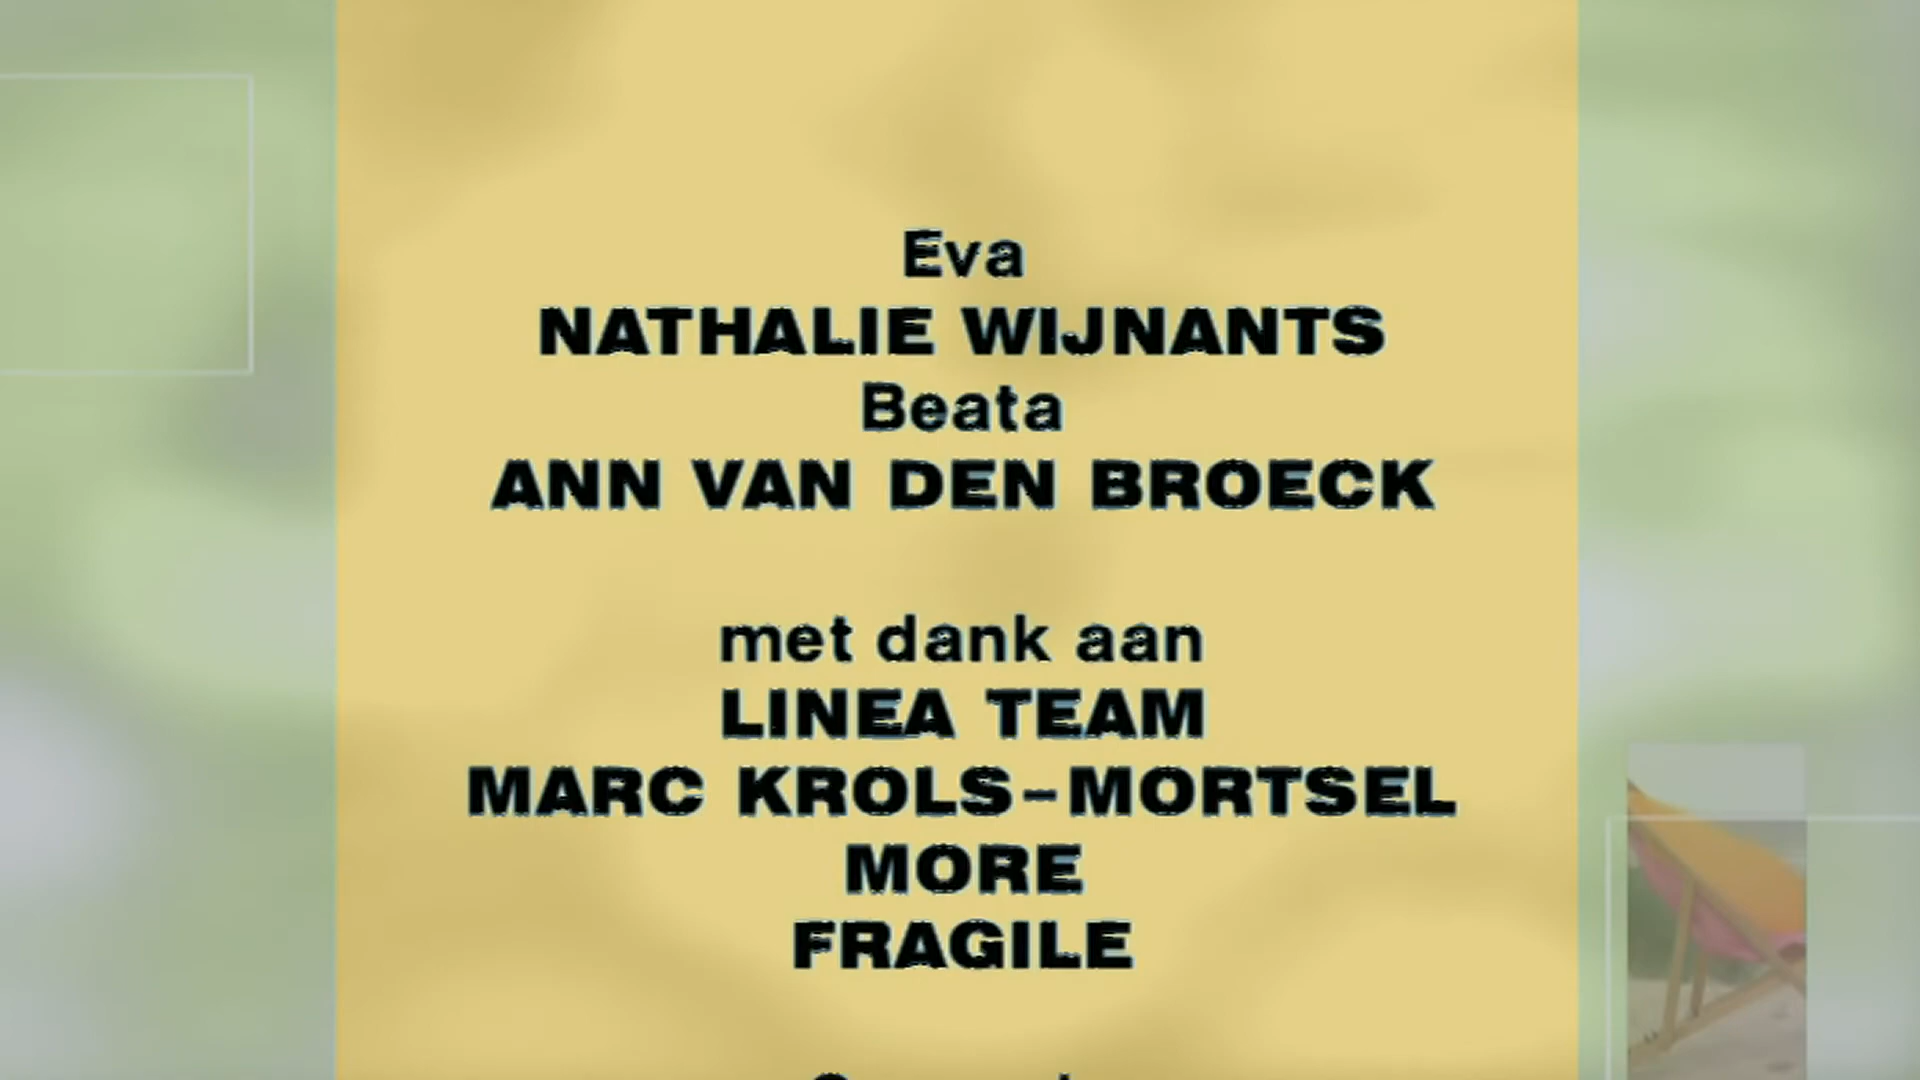 Eva
NATHALIE WIJNANTS
Beata
ANN VAN DEN BROECK
met dank aan
LINEA TEAM
MARC KROLS-MORTSEL
MORE
FRAGILE